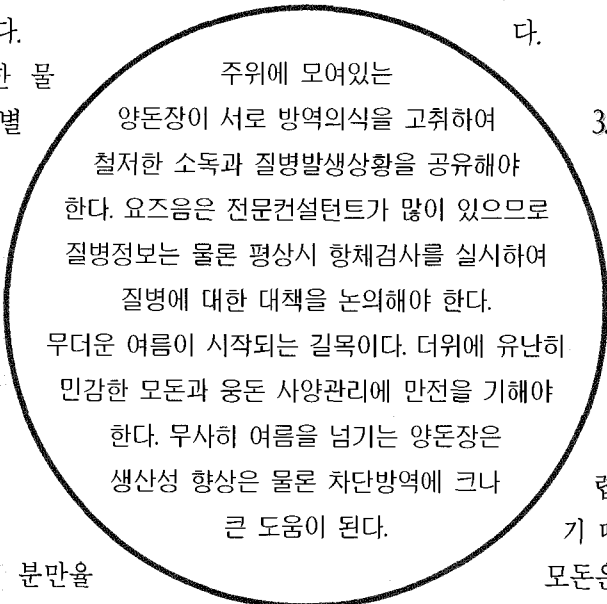 다.
한 물
별
주위에 모여있는
양돈장이 서로 방역의식을 고취하여
철저한 소독과 질병발생상황을 공유해야
한다. 요즈음은 전문컨설턴트가 많이 있으므로
질병정보는 물론 평상시 항체검사를 실시하여
질병에 대한 대책을 논의해야 한다.
무더운 여름이 시작되는 길목이다. 더위에 유난히
민감한 모돈과 웅돈 사양관리에 만전을 기해야
한다. 무사히 여름을 넘기는 양돈장은
생산성 향상은 물론 차단방역에 크나
큰 도움이 된다.
분만율
다.
3.
기
모돈은